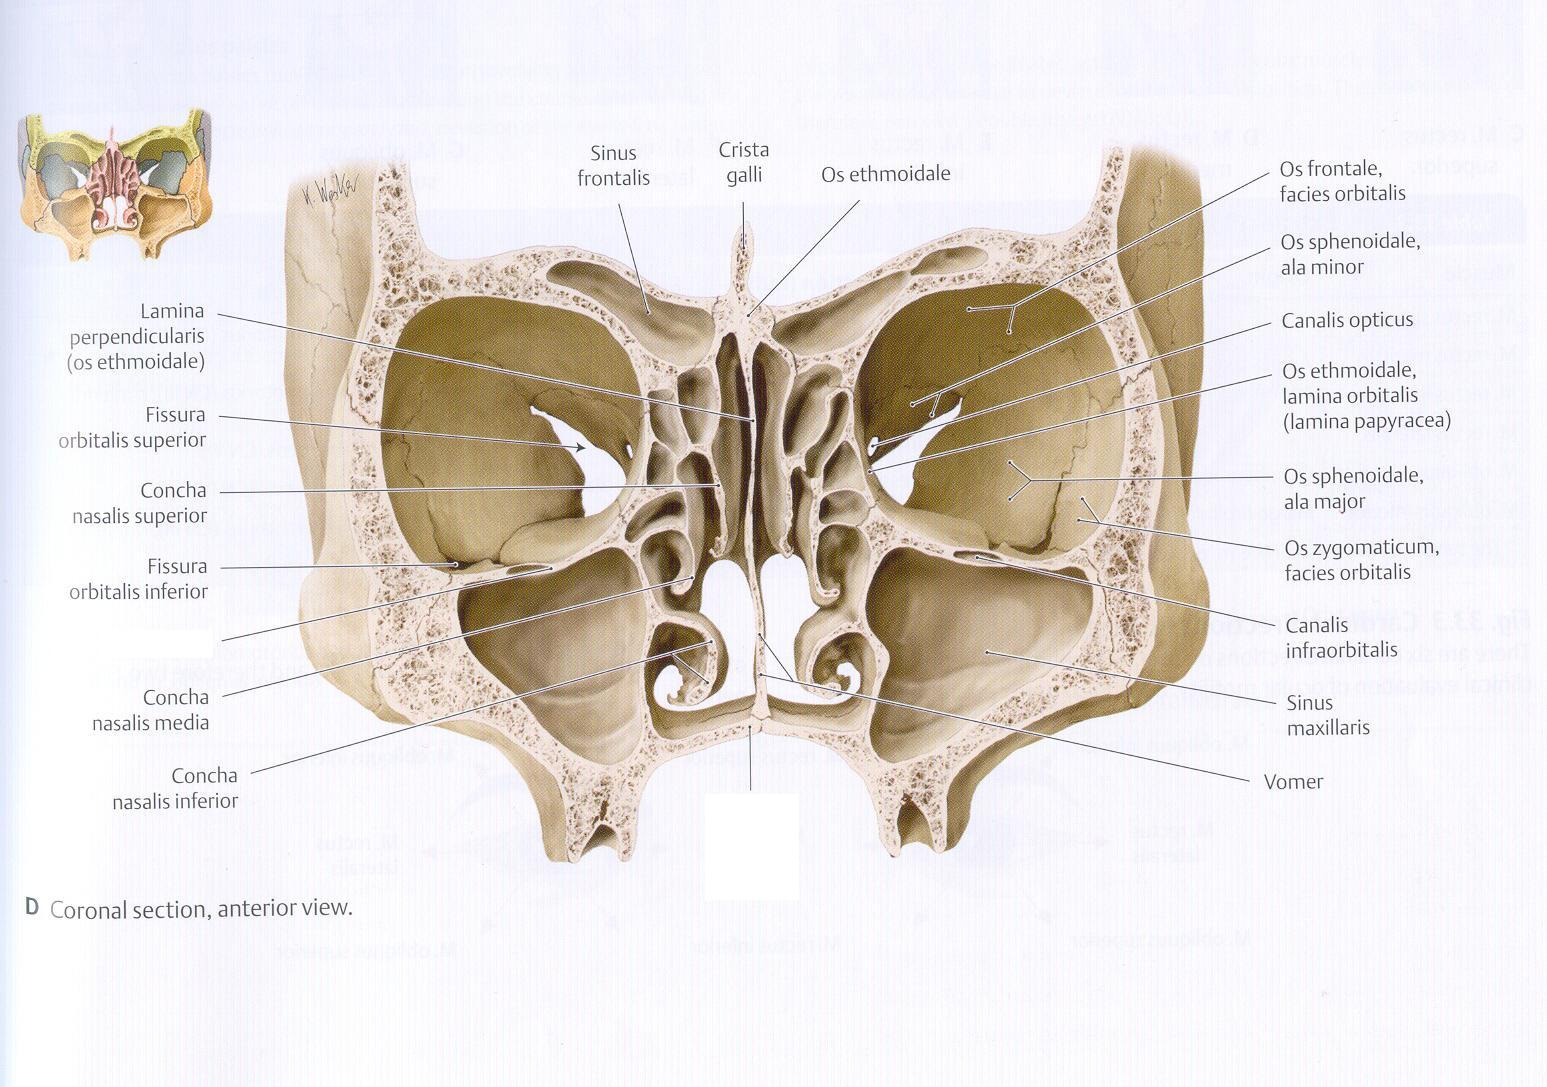 Sinus
frontalis
Crista
galli
Os ethmoidale
Os frontale,
facies orbitalis
Os sphenoidale,
ala minor
Canalis opticus
Os ethmoidale,
lamina orbitalis
(lamina papyracea)
Os sphenoidale,
ala major
Os zygomaticum,
facies orbitalis
Canalis
infraorbitalis
Sinus
maxillaris
Vomer
Lamina
perpendicularis
(os ethmoidale)
Fissura
orbitalis superior
Concha
nasalis superior
Fissura
orbitalis inferior
Concha
nasalis media
Concha
nasalis inferior
D Coronal section, anterior view.